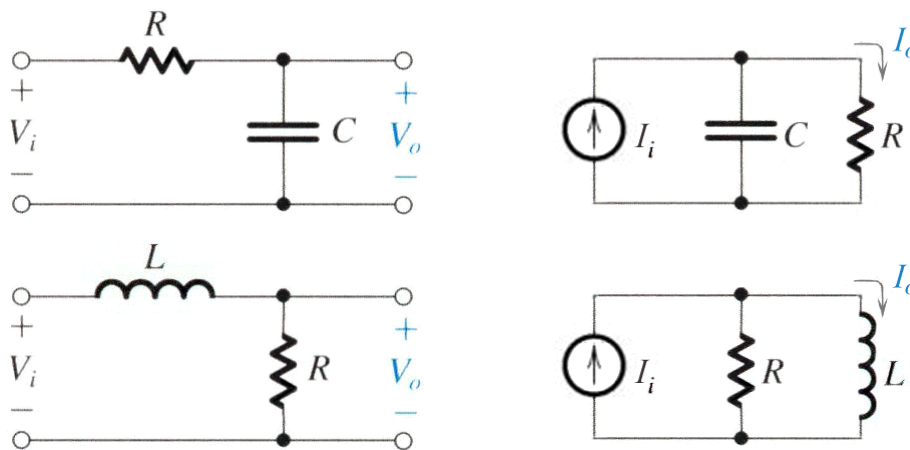 R
+
V_i
−
C
+
V_o
−
I_i
C
R
I_o
L
+
V_i
−
R
+
V_o
−
I_i
R
L
I_o